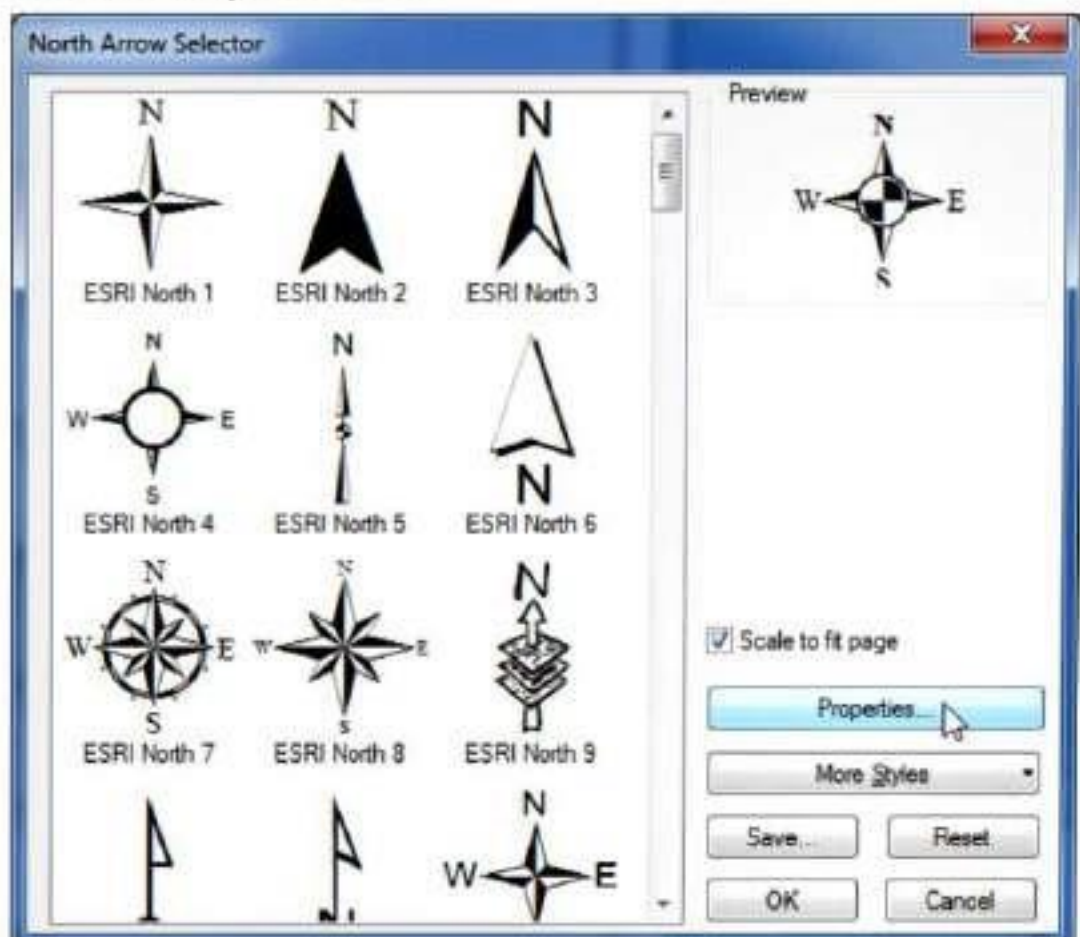 North Arrow Selector
N
N
N
ESRI North 1
ESRI North 2
ESRI North 3
N
W
E
S
N
S
N
ESRI North 4
ESRI North 5
ESRI North 6
N
W
E
S
N
W
E
S
N
ESRI North 7
ESRI North 8
ESRI North 9
N
W
E
Preview
N
W
E
S
Scale to fit page
Properties...
More Styles
Save...
Reset
OK
Cancel